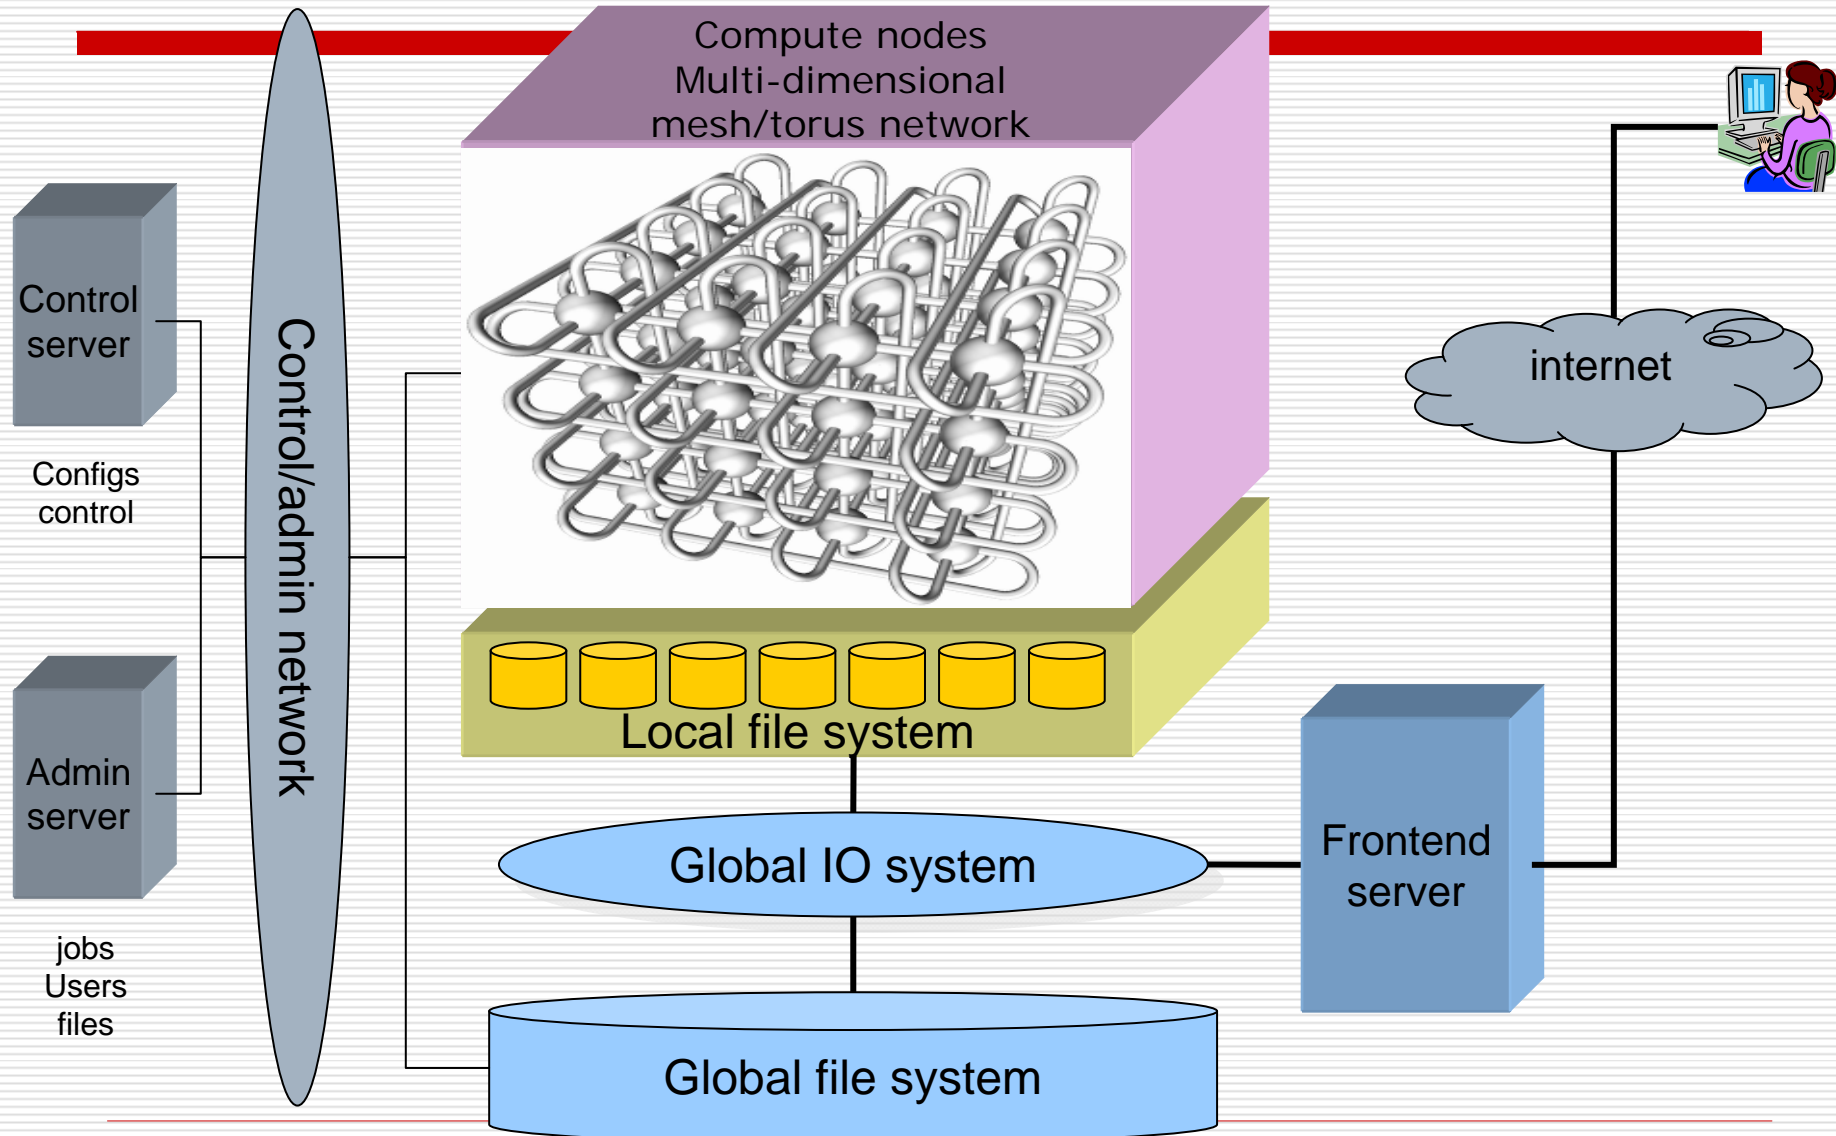 Compute nodes
Multi-dimensional
mesh/torus network
Control
server
Configs
control
Control/admin network
internet
Local file system
Admin
server
jobs
Users
files
Global IO system
Frontend
server
Global file system